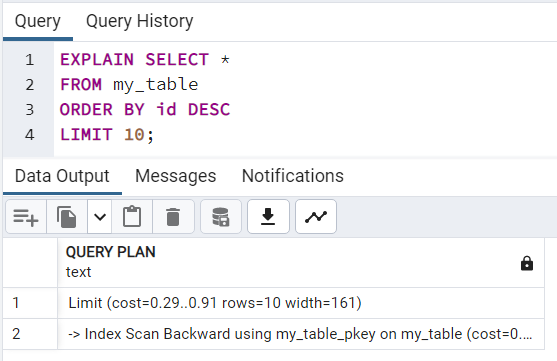 Query Query History
1 EXPLAIN SELECT *
2 FROM my_table
3 ORDER BY id DESC
4 LIMIT 10;
Data Output Messages Notifications
QUERY PLAN
text
1 Limit (cost=0.29..0.91 rows=10 width=161)
2 -> Index Scan Backward using my_table_pkey on my_table (cost=0....